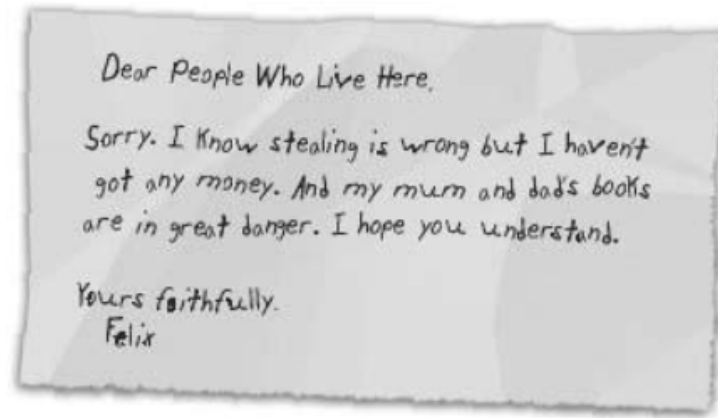 Dear People Who Live Here,
Sorry. I know stealing is wrong but I haven't
got any money. And my mum and dad's books
are in great danger. I hope you understand.
Yours faithfully.
Felix